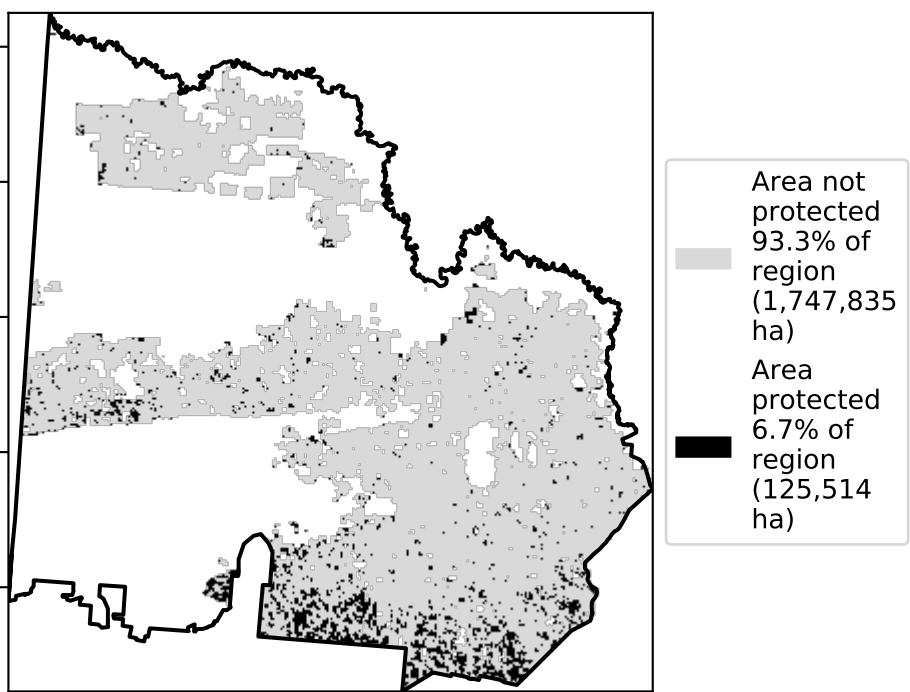 Area not
protected
93.3% of
region
(1,747,835
ha)
Area
protected
6.7% of
region
(125,514
ha)